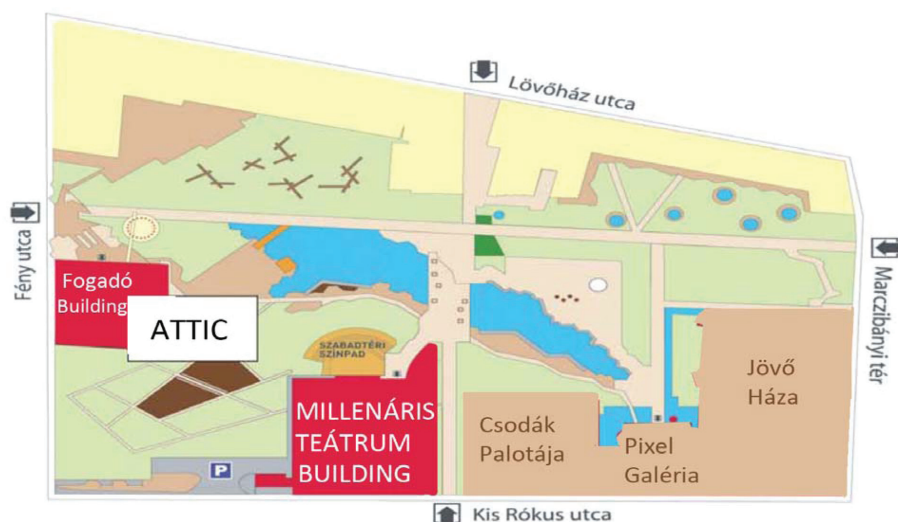 Lövőház utca
Fény utca
Marczibányi tér
Fogadó
Building
ATTIC
SZABADTÉRI
SZÍNPAD
MILLENÁRIS
TEÁTRUM
BUILDING
Csodák
Palotája
Pixel
Galéria
Jövő
Háza
P
Kis Rókus utca